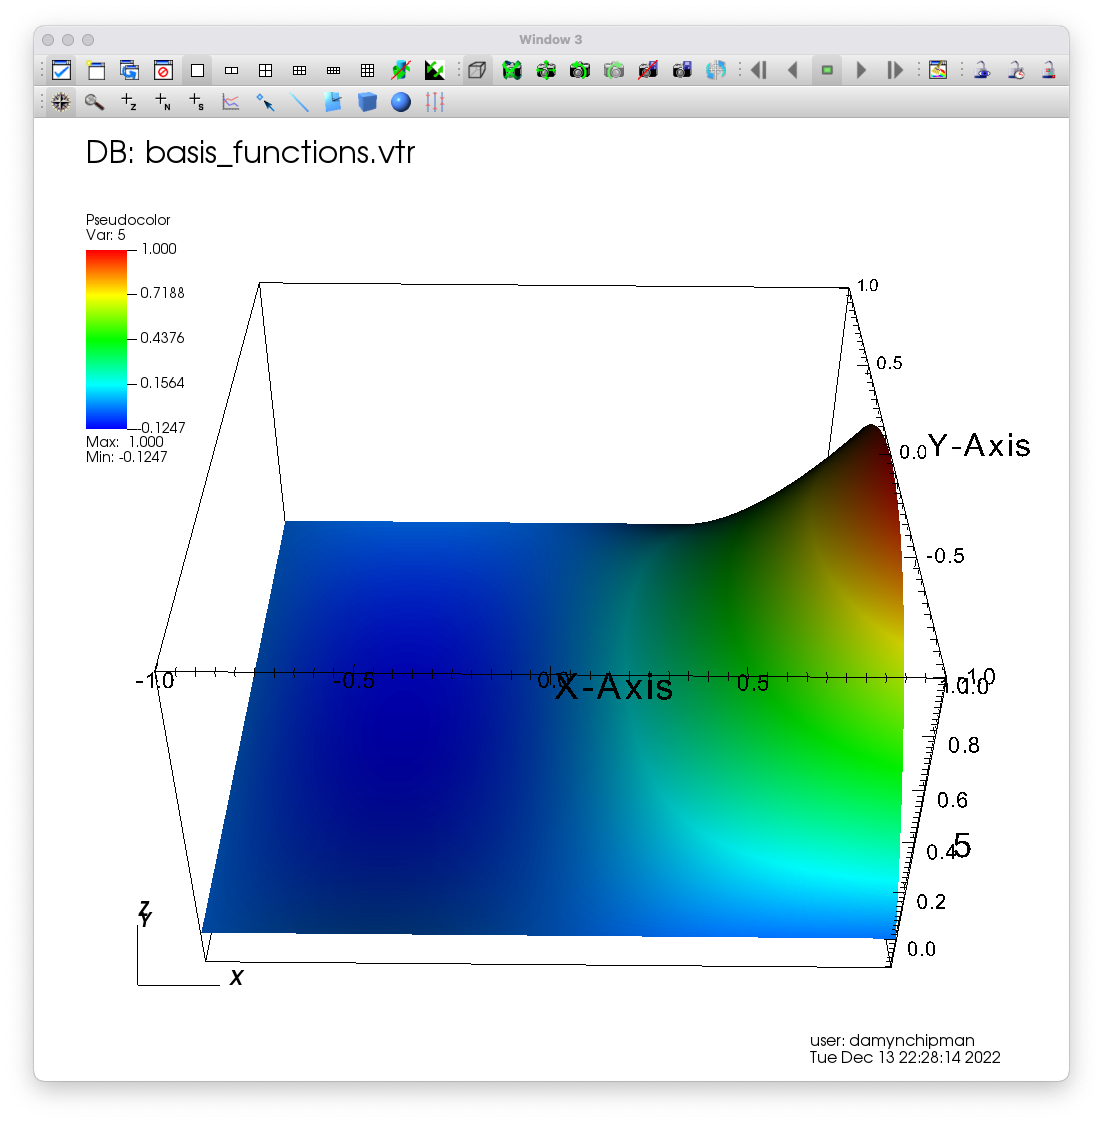 Window 3
DB: basis_functions.vtr
Pseudocolor
Var: 5
1.000
0.7188
0.4376
0.1564
-0.1247
Max: 1.000
Min: -0.1247
1.0
0.5
0.0
Y-Axis
-0.5
-1.0
-1.0 -0.5 0.0 0.5 1.0
X-Axis
1.0
0.8
0.6
0.4
5
0.2
0.0
Z
Y
X
user: damynchipman
Tue Dec 13 22:28:14 2022